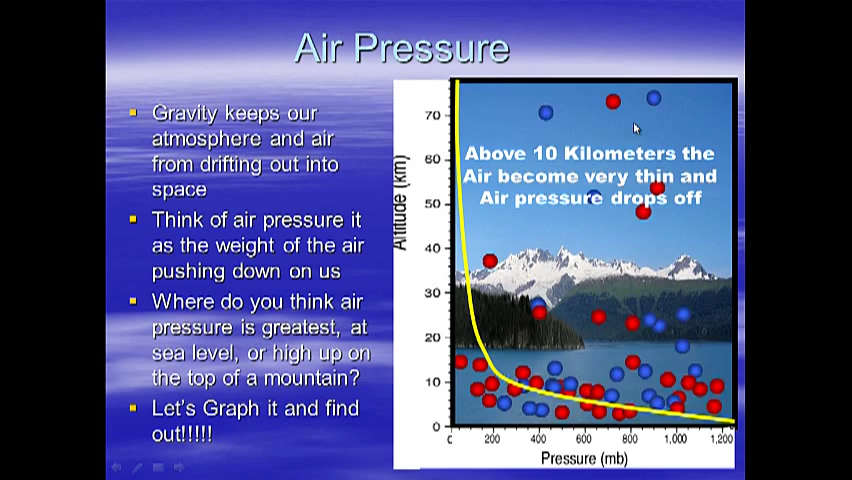 Air Pressure
Gravity keeps our
atmosphere and air
from drifting out into
space
Think of air pressure it
as the weight of the air
pushing down on us
Where do you think air
pressure is greatest, at
sea level, or high up on
the top of a mountain?
Let's Graph it and find
out!!!!!
Above 10 Kilometers the
Air become very thin and
Air pressure drops off
Altitude (km)
70
60
50
40
30
20
10
0
0 200 400 600 800 1,000 1,200
Pressure (mb)